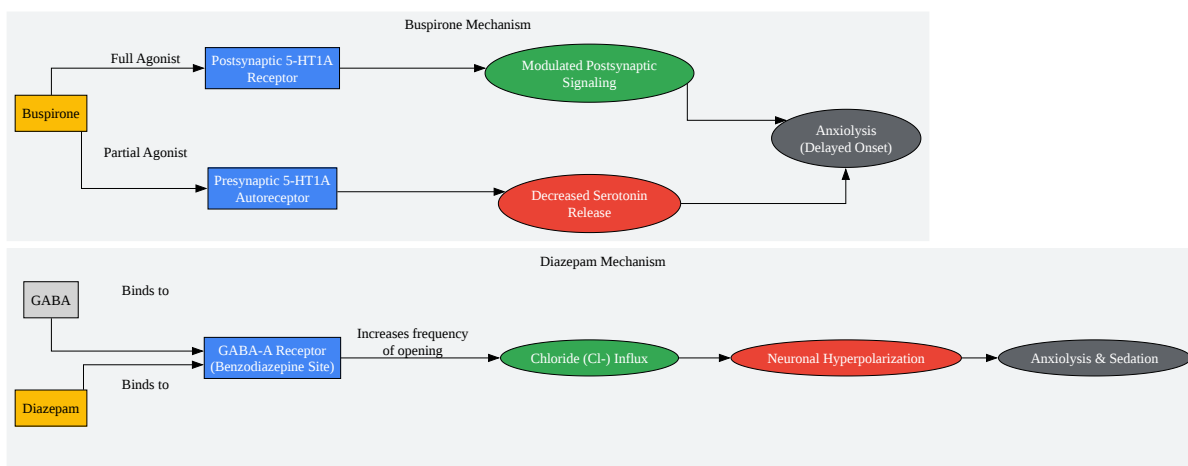 Buspirone Mechanism
Full Agonist
Postsynaptic 5-HT1A
Receptor
Modulated Postsynaptic
Signaling
Buspirone
Anxiolysis
(Delayed Onset)
Partial Agonist
Presynaptic 5-HT1A
Autoreceptor
Decreased Serotonin
Release
Diazepam Mechanism
GABA
Binds to
GABA-A Receptor
(Benzodiazepine Site)
Increases frequency
of opening
Chloride (Cl-) Influx
Neuronal Hyperpolarization
Anxiolysis & Sedation
Binds to
Diazepam